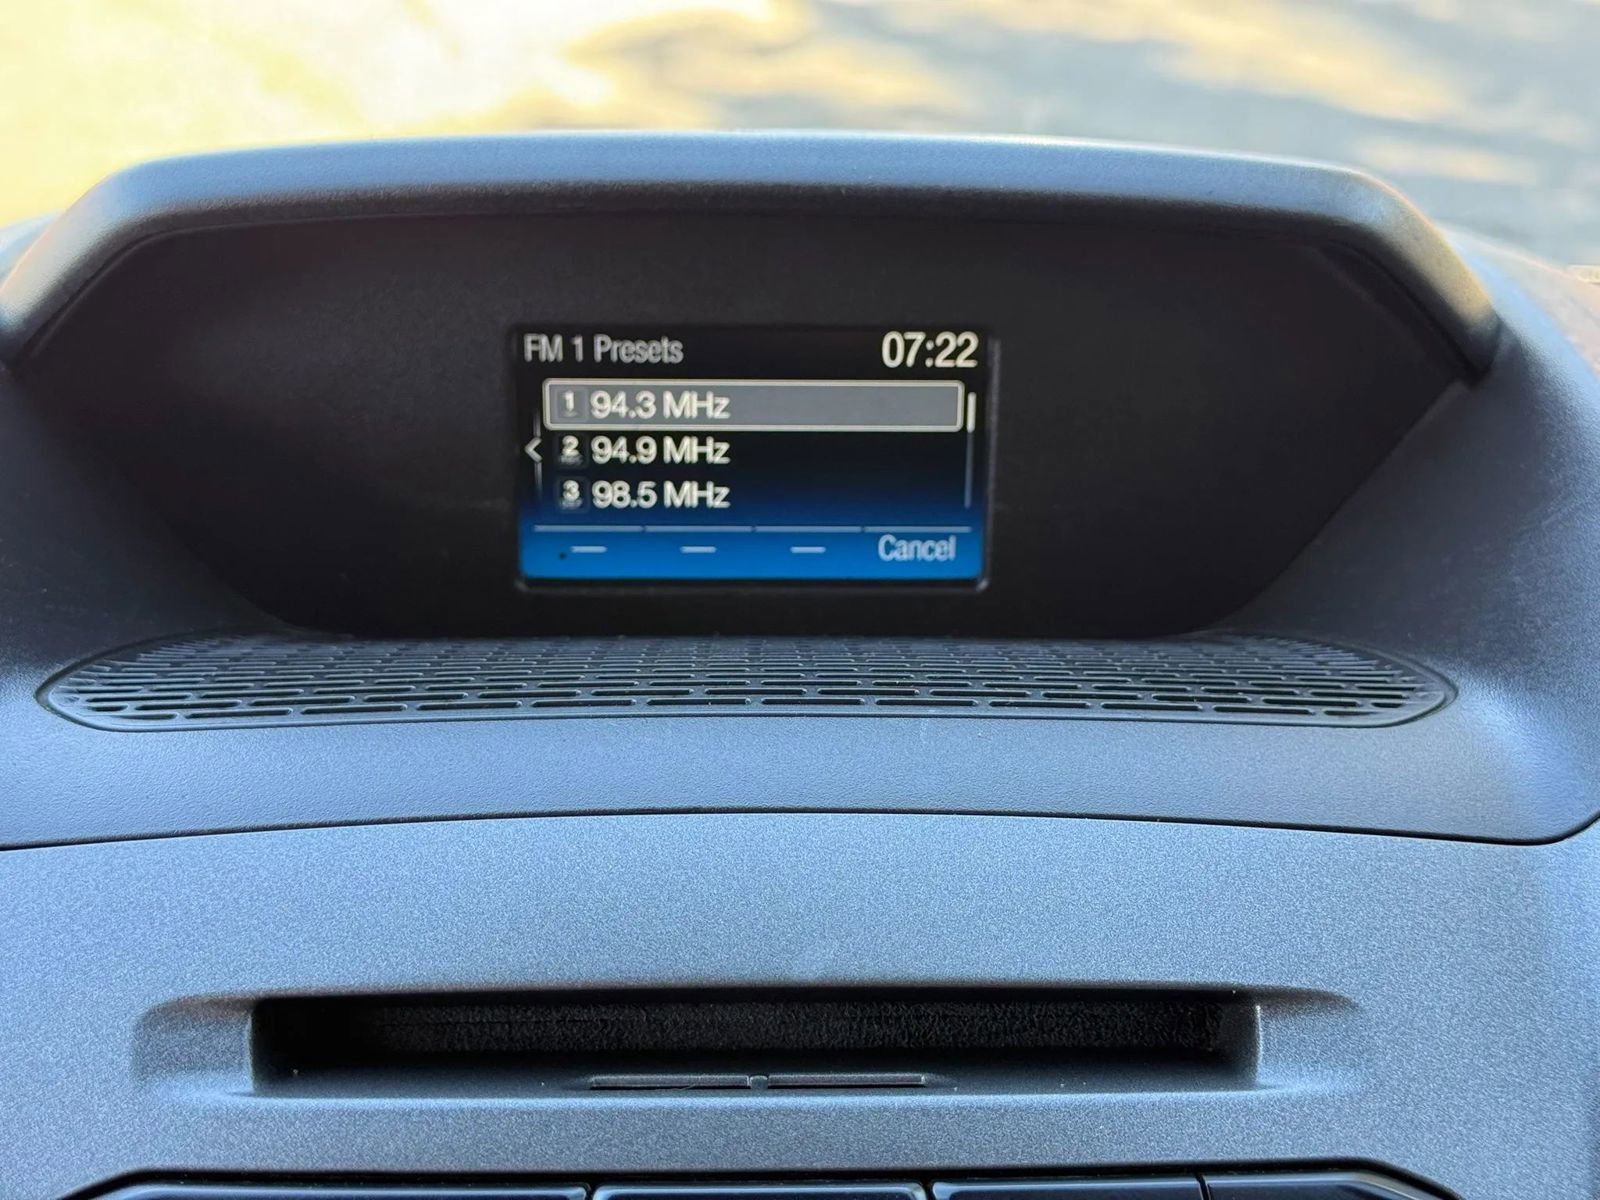 FM 1 Presets 07:22
1 94.3 MHz
< 2 94.9 MHz
3 98.5 MHz
Cancel